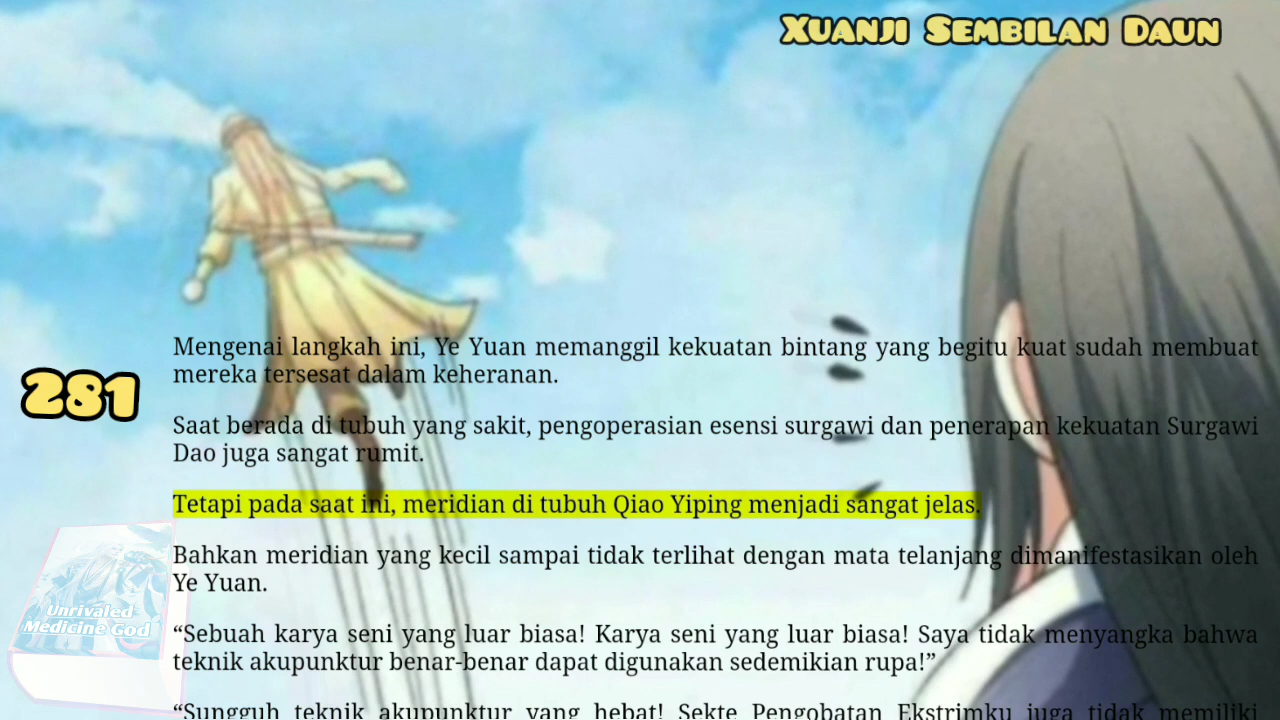 Xuanji Sembilan Daun
Mengenai langkah ini, Ye Yuan memanggil kekuatan bintang yang begitu kuat sudah membuat
mereka tersesat dalam keheranan.
281
Saat berada di tubuh yang sakit, pengoperasian esensi surgawi dan penerapan kekuatan Surgawi
Dao juga sangat rumit.
Tetapi pada saat ini, meridian di tubuh Qiao Yiping menjadi sangat jelas.
Bahkan meridian yang kecil sampai tidak terlihat dengan mata telanjang dimanifestasikan oleh
Ye Yuan.
Unrivaled
Medicine God
“Sebuah karya seni yang luar biasa! Karya seni yang luar biasa! Saya tidak menyangka bahwa
teknik akupunktur benar-benar dapat digunakan sedemikian rupa!”
“Sungguh teknik akupunktur yang hebat! Sekte Pengobatan Ekstrimku juga tidak memiliki